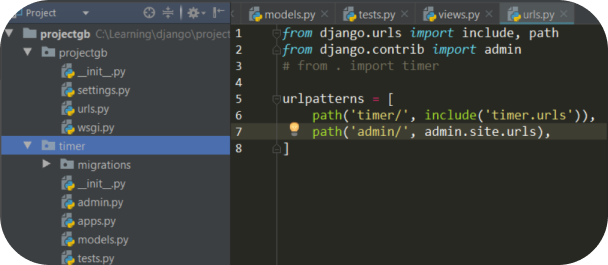 Project
models.py tests.py views.py urls.py
projectgb C:\Learning\django\project
projectgb
__init__.py
settings.py
urls.py
wsgi.py
timer
migrations
__init__.py
admin.py
apps.py
models.py
tests.py
1 from django.urls import include, path
2 from django.contrib import admin
3 # from . import timer
4
5 urlpatterns = [
6 path('timer/', include('timer.urls')),
7 path('admin/', admin.site.urls),
8 ]